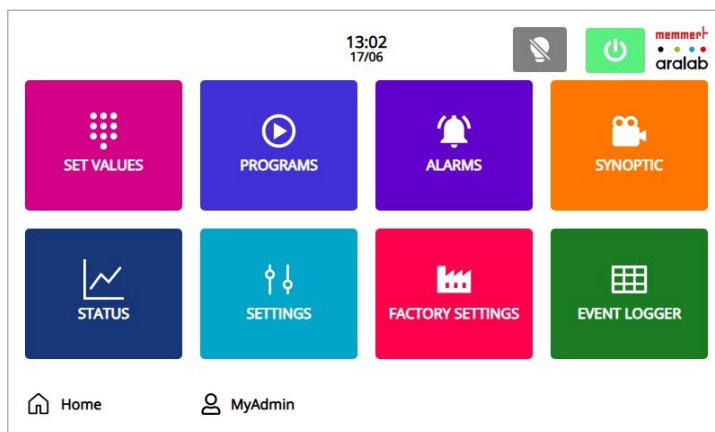 13:02
17/06
memmert
aralab
SET VALUES
PROGRAMS
ALARMS
SYNOPTIC
STATUS
SETTINGS
FACTORY SETTINGS
EVENT LOGGER
Home
MyAdmin